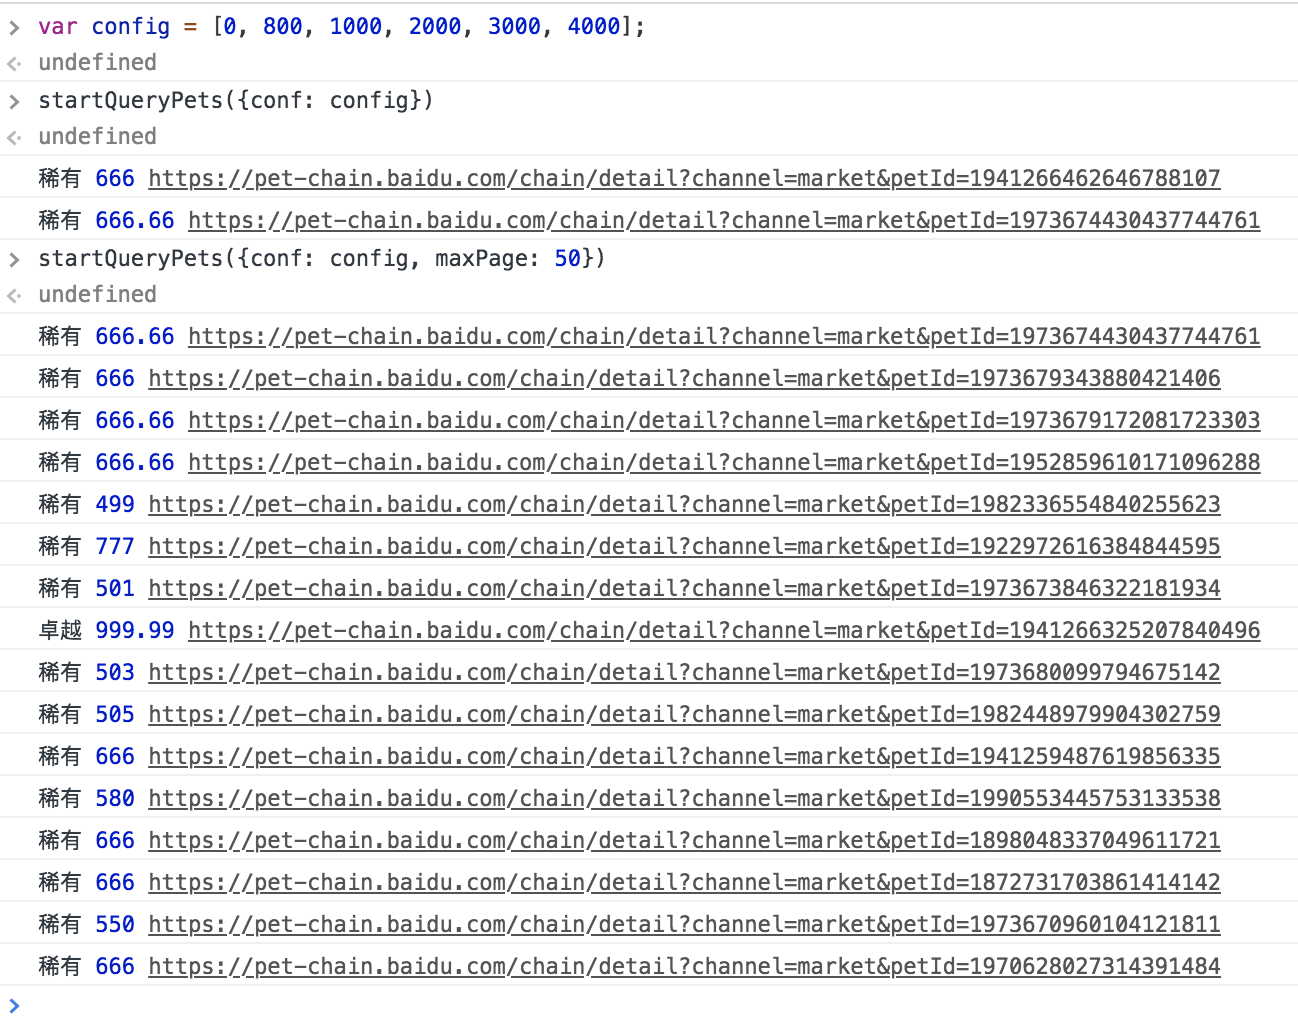 > var config = [0, 800, 1000, 2000, 3000, 4000];
undefined
> startQueryPets({conf: config})
undefined
稀有 666 https://pet-chain.baidu.com/chain/detail?channel=market&petId=1941266462646788107
稀有 666.66 https://pet-chain.baidu.com/chain/detail?channel=market&petId=1973674430437744761
> startQueryPets({conf: config, maxPage: 50})
undefined
稀有 666.66 https://pet-chain.baidu.com/chain/detail?channel=market&petId=1973674430437744761
稀有 666 https://pet-chain.baidu.com/chain/detail?channel=market&petId=1973679343880421406
稀有 666.66 https://pet-chain.baidu.com/chain/detail?channel=market&petId=1973679172081723303
稀有 666.66 https://pet-chain.baidu.com/chain/detail?channel=market&petId=1952859610171096288
稀有 499 https://pet-chain.baidu.com/chain/detail?channel=market&petId=1982336554840255623
稀有 777 https://pet-chain.baidu.com/chain/detail?channel=market&petId=1922972616384844595
稀有 501 https://pet-chain.baidu.com/chain/detail?channel=market&petId=1973673846322181934
卓越 999.99 https://pet-chain.baidu.com/chain/detail?channel=market&petId=1941266325207840496
稀有 503 https://pet-chain.baidu.com/chain/detail?channel=market&petId=1973680099794675142
稀有 505 https://pet-chain.baidu.com/chain/detail?channel=market&petId=1982448979904302759
稀有 666 https://pet-chain.baidu.com/chain/detail?channel=market&petId=1941259487619856335
稀有 580 https://pet-chain.baidu.com/chain/detail?channel=market&petId=1990553445753133538
稀有 666 https://pet-chain.baidu.com/chain/detail?channel=market&petId=1898048337049611721
稀有 666 https://pet-chain.baidu.com/chain/detail?channel=market&petId=1872731703861414142
稀有 550 https://pet-chain.baidu.com/chain/detail?channel=market&petId=1973670960104121811
稀有 666 https://pet-chain.baidu.com/chain/detail?channel=market&petId=1970628027314391484
>